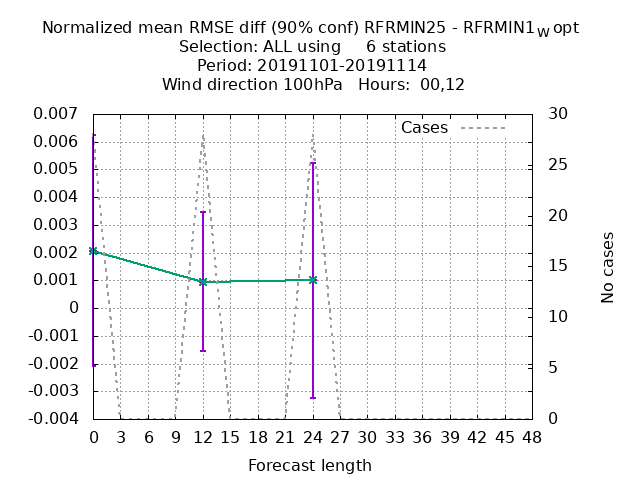 Normalized mean RMSE diff (90% conf) RFRMIN25 - RFRMIN1W opt
Selection: ALL using     6 stations
Period: 20191101-20191114
Wind direction 100hPa   Hours:  00,12
Cases
0.007
0.006
0.005
0.004
0.003
0.002
0.001
0
-0.001
-0.002
-0.003
-0.004
30
25
20
15
10
5
0
No cases
0 3 6 9 12 15 18 21 24 27 30 33 36 39 42 45 48
Forecast length